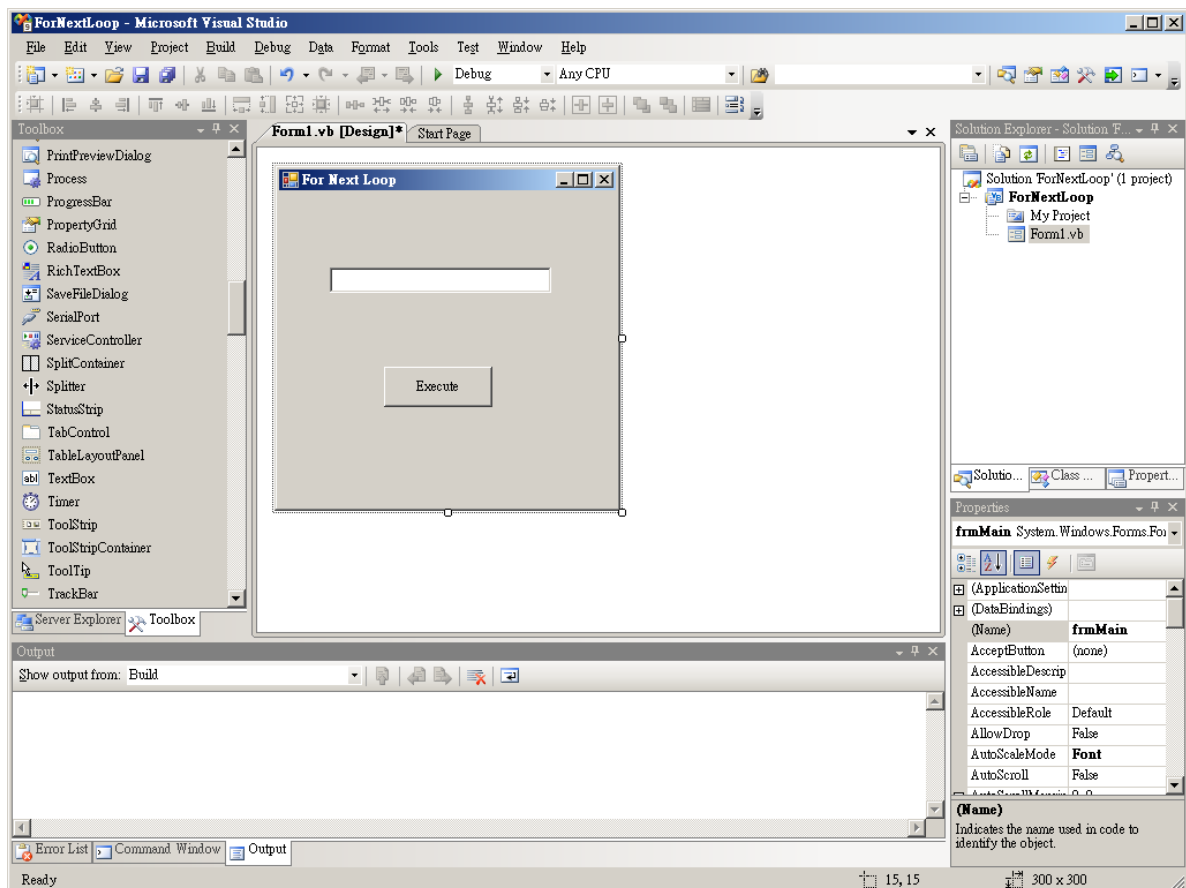 ForNextLoop - Microsoft Visual Studio
File Edit View Project Build Debug Data Format Tools Test Window Help
Debug Any CPU
Toolbox
PrintPreviewDialog
Process
ProgressBar
PropertyGrid
RadioButton
RichTextBox
SaveFileDialog
SerialPort
ServiceController
SplitContainer
Splitter
StatusStrip
TabControl
TableLayoutPanel
TextBox
Timer
ToolStrip
ToolStripContainer
ToolTip
TrackBar
Server Explorer Toolbox
Form1.vb [Design]* Start Page
For Next Loop
Execute
Solution Explorer - Solution 'F...
Solution 'ForNextLoop' (1 project)
ForNextLoop
My Project
Form1.vb
Solutio... Class ... Propert...
Properties
frmMain System.Windows.Forms.For
(ApplicationSettin
(DataBindings)
(Name) frmMain
AcceptButton (none)
AccessibleDescrip
AccessibleName
AccessibleRole Default
AllowDrop False
AutoScaleMode Font
AutoScroll False
(Name)
Indicates the name used in code to
identify the object.
Output
Show output from: Build
Error List Command Window Output
Ready 15, 15 300 x 300